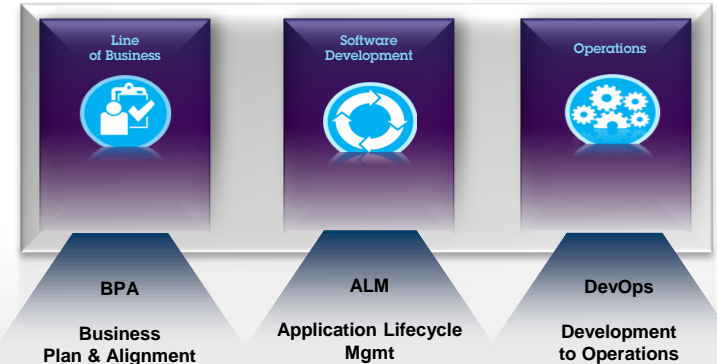 Line
of Business
Software
Development
Operations
BPA
Business
Plan & Alignment
ALM
Application Lifecycle
Mgmt
DevOps
Development
to Operations